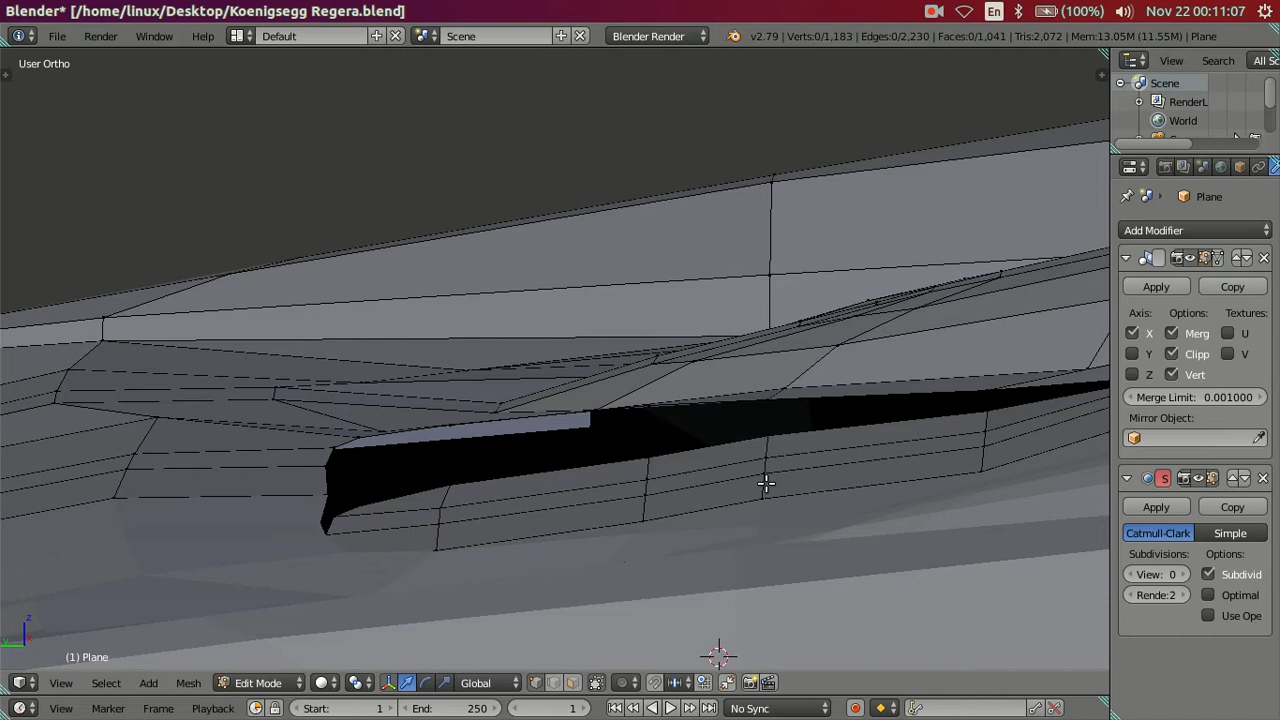 Blender* [/home/linux/Desktop/Koenigsegg Regera.blend]
En (100%) Nov 22 00:11:07
File Render Window Help Default Scene Blender Render v2.79 | Verts:0/1,183 | Edges:0/2,230 | Faces:0/1,041 | Tris:2,072 | Mem:13.05M (11.55M) | Plane
User Ortho
View Search All Sc
Scene
RenderL
World
Plane
Add Modifier
Apply Copy
Axis: Options: Textures:
X Merg U
Y Clipp V
Z Vert
Merge Limit: 0.001000
Mirror Object:
S
Apply Copy
Catmull-Clark Simple
Subdivisions: Options:
View: 0 Subdivid
Rende: 2 Optimal
Use Ope
z
y x
(1) Plane
View Select Add Mesh Edit Mode Global
View Marker Frame Playback Start: 1 End: 250 1 No Sync